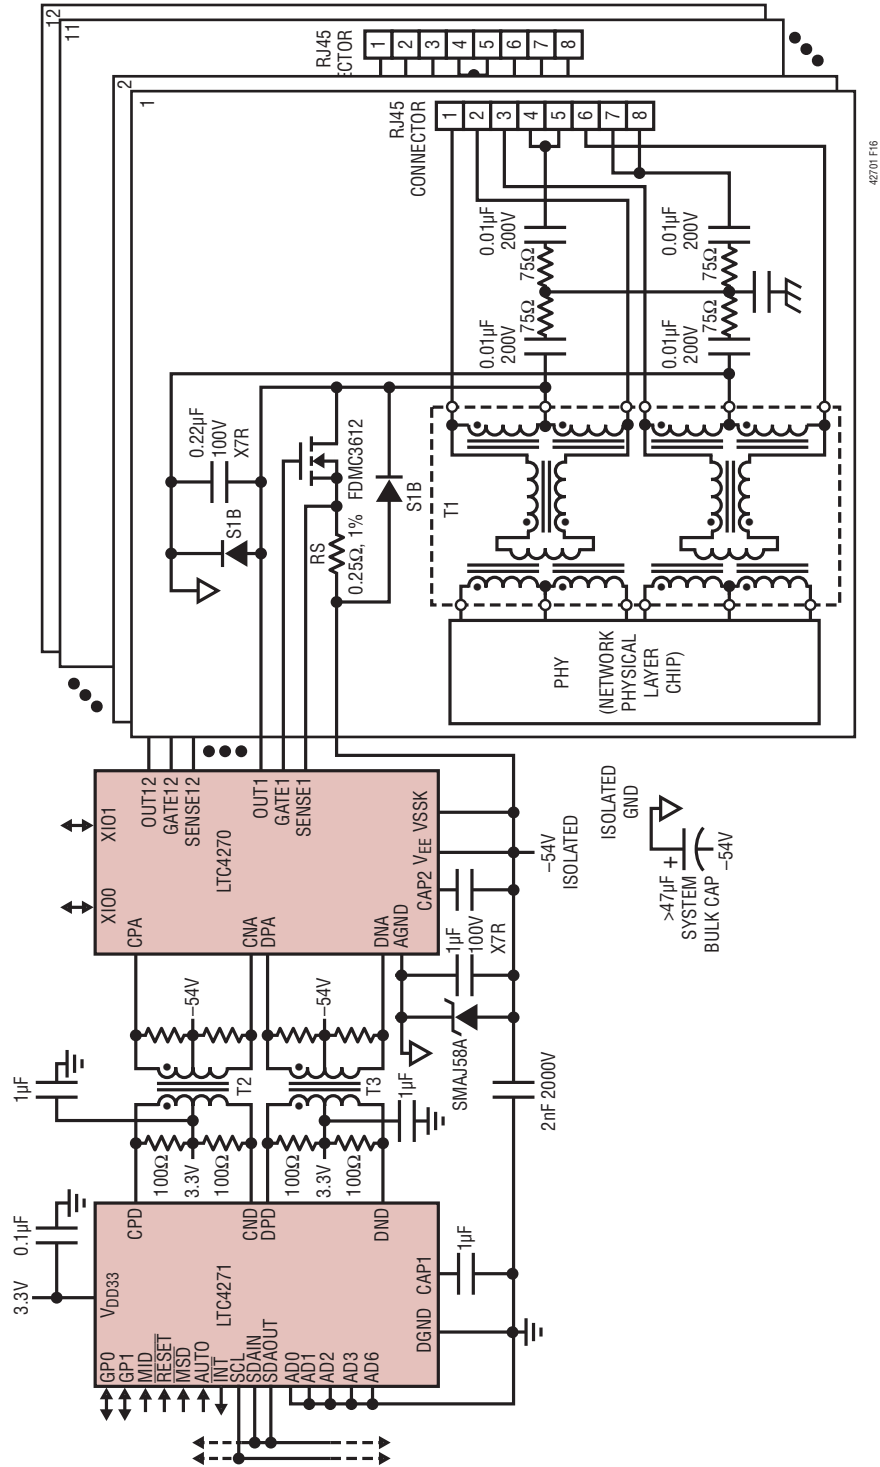 12
11
2
1
RJ45
CTOR
1
2
3
4
5
6
7
8
RJ45
CONNECTOR
1
2
3
4
5
6
7
8
0.01µF
200V
75Ω
75Ω
0.01µF
200V
0.01µF
200V
75Ω
75Ω
0.01µF
200V
0.22µF
100V
X7R
S1B
FDMC3612
RS
0.25Ω, 1%
S1B
T1
PHY
(NETWORK
PHYSICAL
LAYER
CHIP)
XIO0
XIO1
CPA
CNA
DPA
DNA
AGND
LTC4270
OUT12
GATE12
SENSE12
OUT1
GATE1
SENSE1
CAP2
VEE
VSSK
1µF
100V
X7R
SMAJ58A
–54V
ISOLATED
ISOLATED
GND
>47µF
SYSTEM
BULK CAP
+
–54V
–54V
–54V
T2
T3
1µF
1µF
100Ω
3.3V
100Ω
100Ω
3.3V
100Ω
2nF 2000V
3.3V
0.1µF
VDD33
LTC4271
CPD
CND
DPD
DND
CAP1
1µF
DGND
GP0
GP1
MID
RESET
MSD
AUTO
INT
SCL
SDAIN
SDAOUT
AD0
AD1
AD2
AD3
AD6
42701 F16